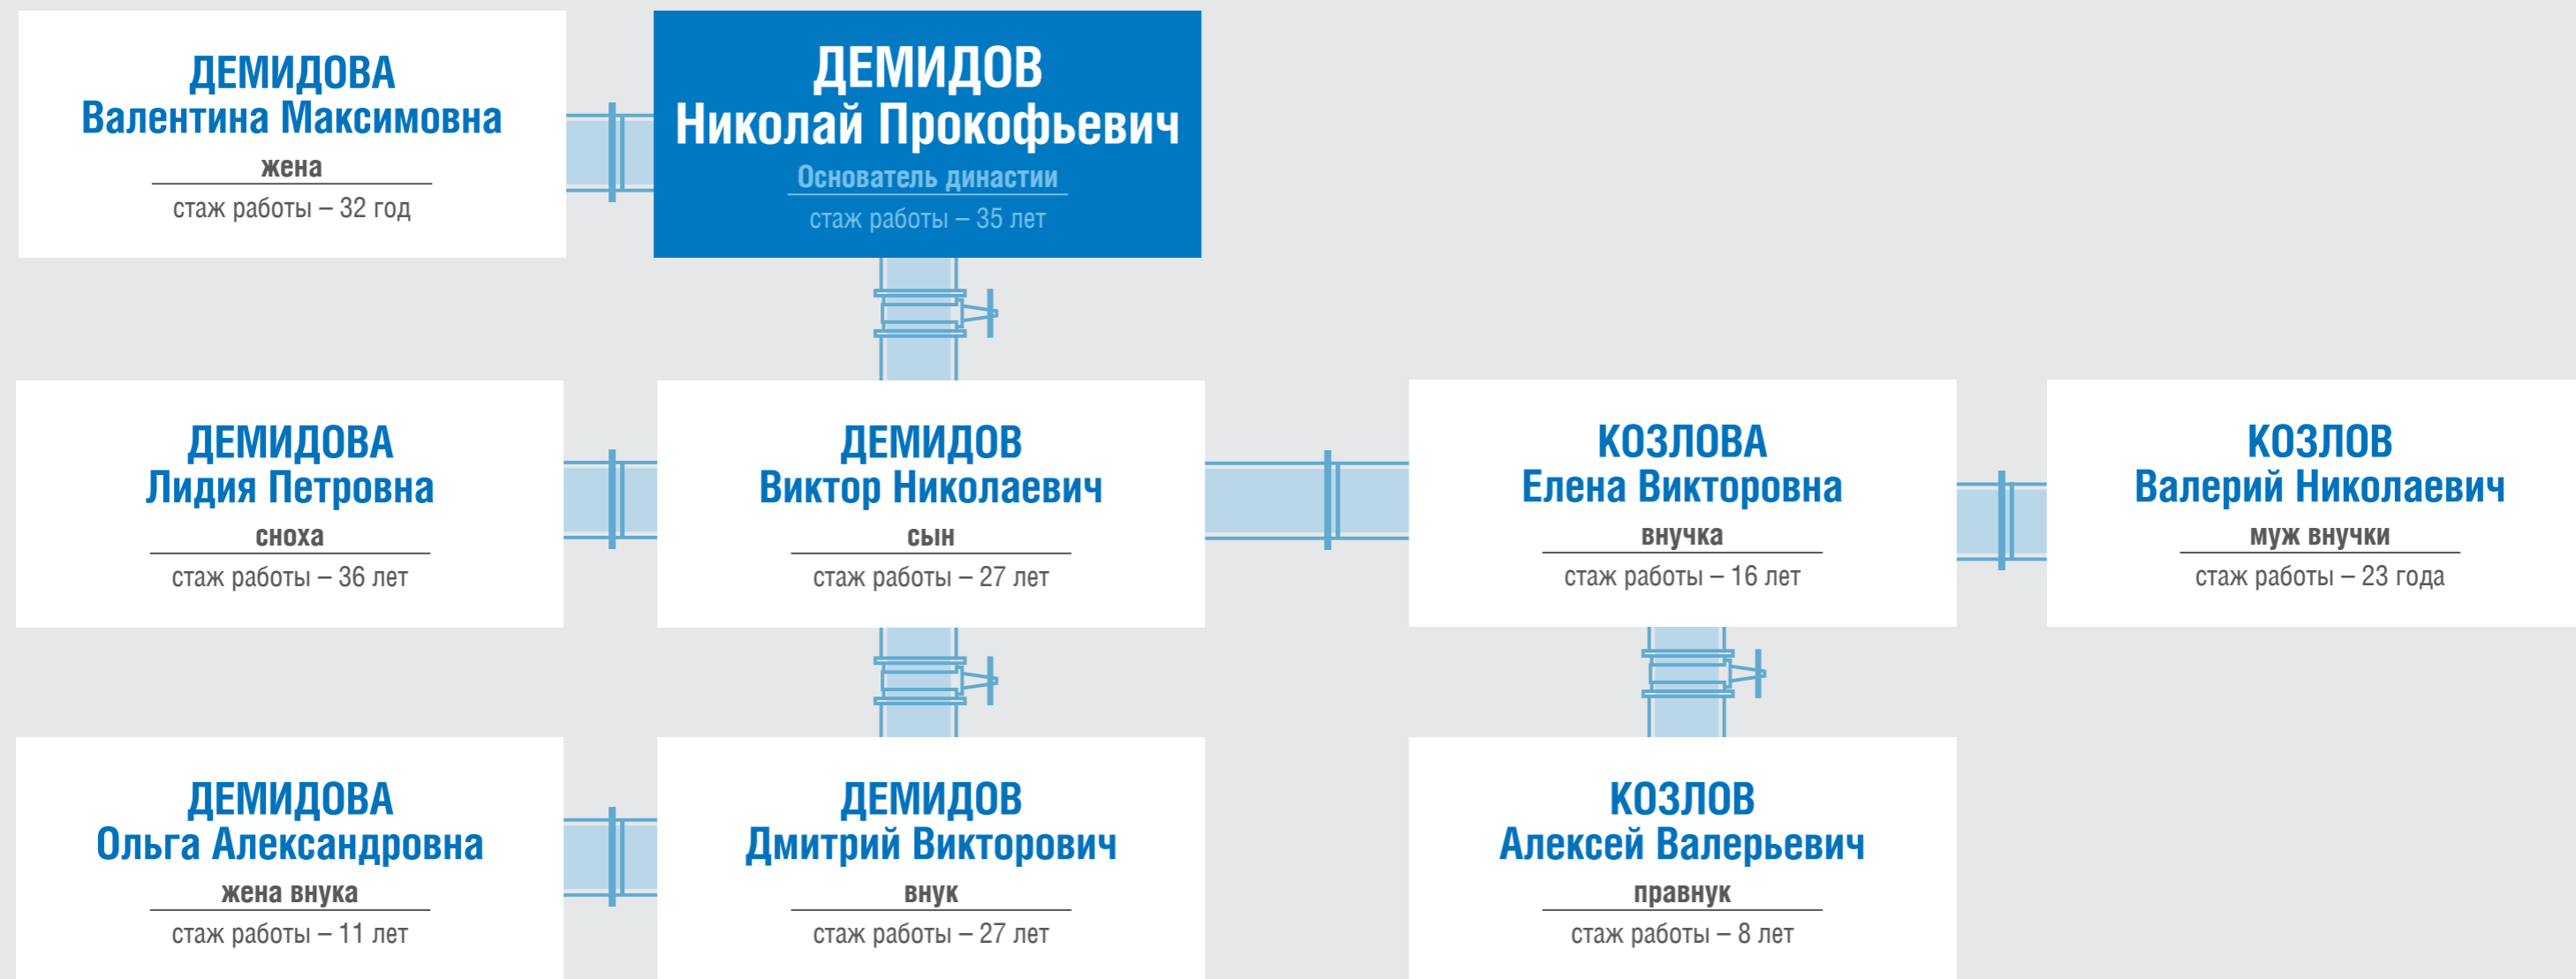 ДЕМИДОВА
Валентина Максимовна
жена
стаж работы – 32 год
ДЕМИДОВ
Николай Прокофьевич
Основатель династии
стаж работы – 35 лет
ДЕМИДОВА
Лидия Петровна
сноха
стаж работы – 36 лет
ДЕМИДОВ
Виктор Николаевич
сын
стаж работы – 27 лет
КОЗЛОВА
Елена Викторовна
внучка
стаж работы – 16 лет
КОЗЛОВ
Валерий Николаевич
муж внучки
стаж работы – 23 года
ДЕМИДОВА
Ольга Александровна
жена внука
стаж работы – 11 лет
ДЕМИДОВ
Дмитрий Викторович
внук
стаж работы – 27 лет
КОЗЛОВ
Алексей Валерьевич
правнук
стаж работы – 8 лет